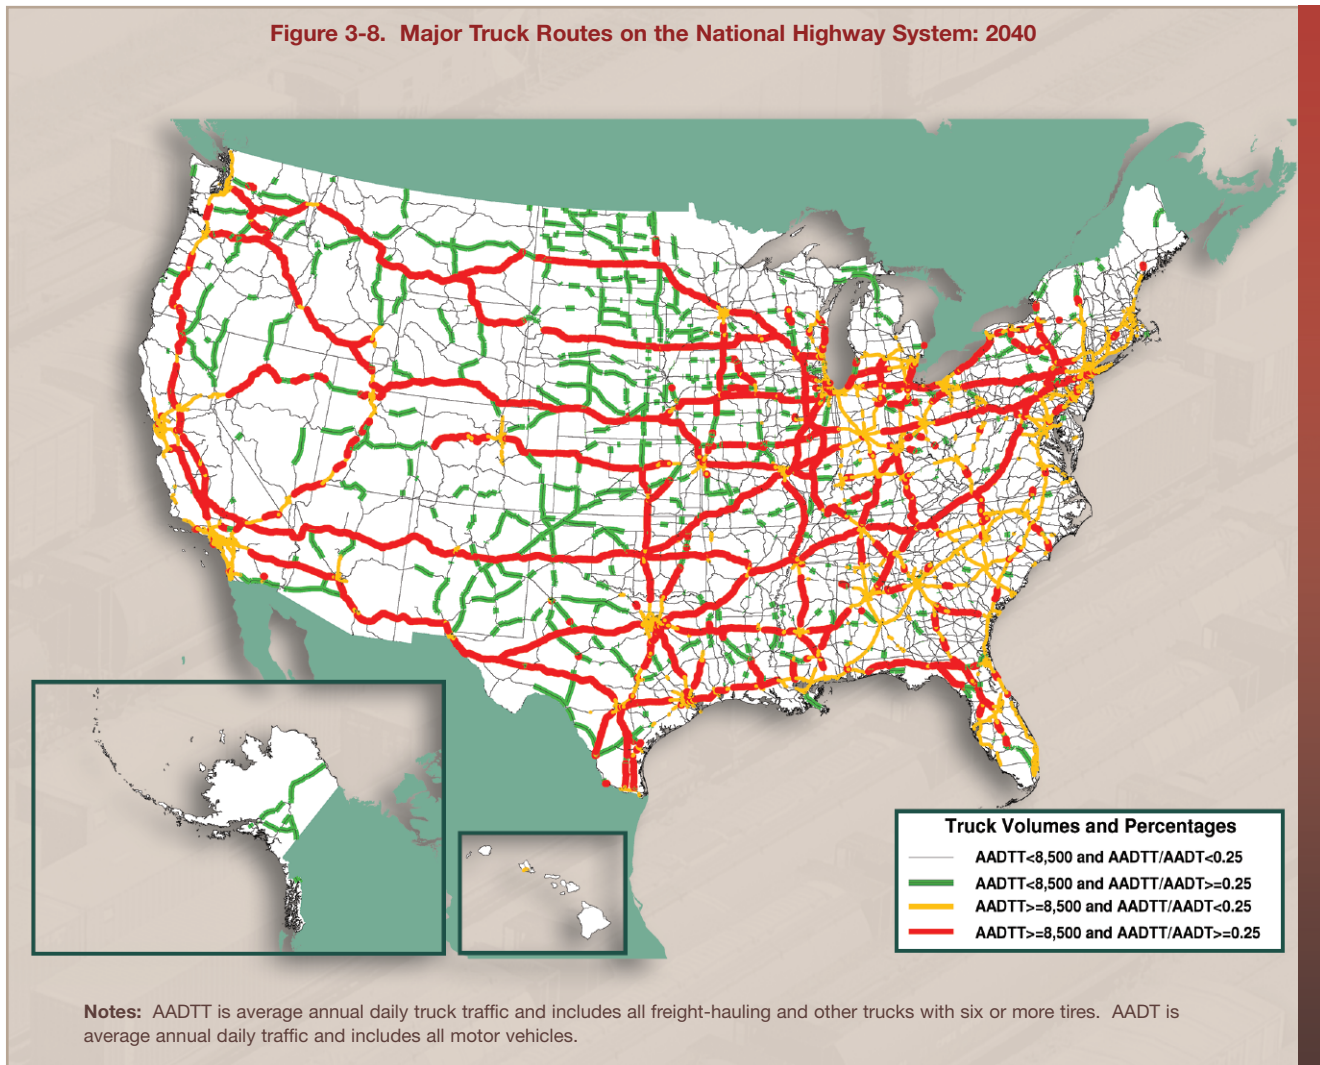 Figure 3-8.  Major Truck Routes on the National Highway System: 2040
Truck Volumes and Percentages
AADTT<8,500 and AADTT/AADT<0.25
AADTT<8,500 and AADTT/AADT>=0.25
AADTT>=8,500 and AADTT/AADT<0.25
AADTT>=8,500 and AADTT/AADT>=0.25
Notes:  AADTT is average annual daily truck traffic and includes all freight-hauling and other trucks with six or more tires.  AADT is
average annual daily traffic and includes all motor vehicles.